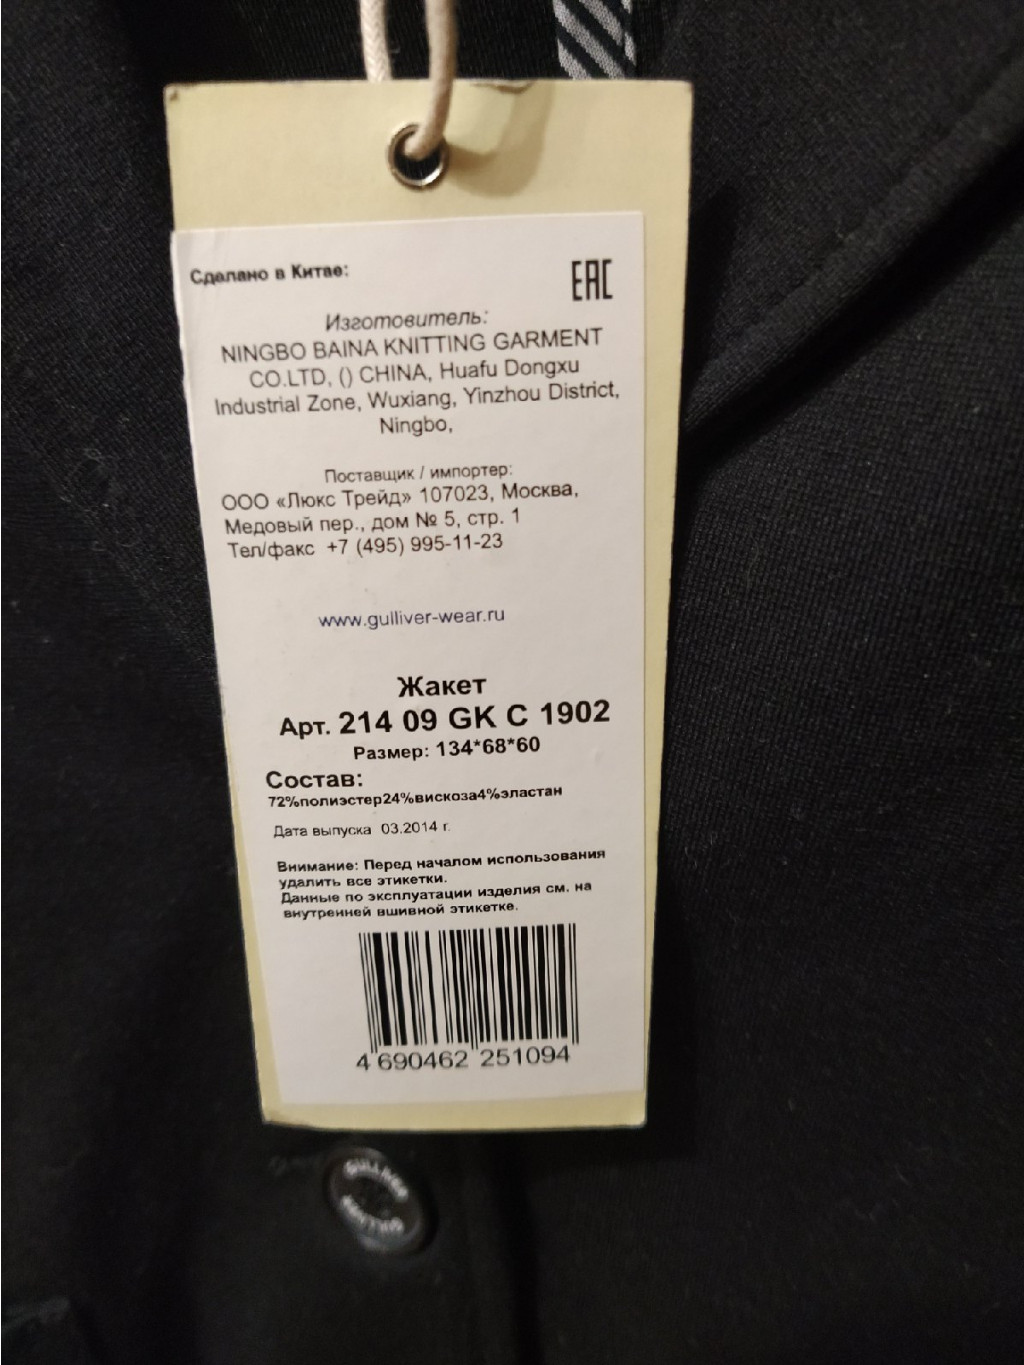 Сделано в Китае:
EAC
Изготовитель:
NINGBO BAINA KNITTING GARMENT
CO.LTD, () CHINA, Huafu Dongxu
Industrial Zone, Wuxiang, Yinzhou District,
Ningbo,
Поставщик / импортер:
ООО «Люкс Трейд» 107023, Москва,
Медовый пер., дом № 5, стр. 1
Тел/факс +7 (495) 995-11-23
www.gulliver-wear.ru
Жакет
Арт. 214 09 GK C 1902
Размер: 134*68*60
Состав:
72%полиэстер24%вискоза4%эластан
Дата выпуска 03.2014 г.
Внимание: Перед началом использования
удалить все этикетки.
Данные по эксплуатации изделия см. на
внутренней вшивной этикетке.
4 690462 251094
GULLIVER
GULLIVER